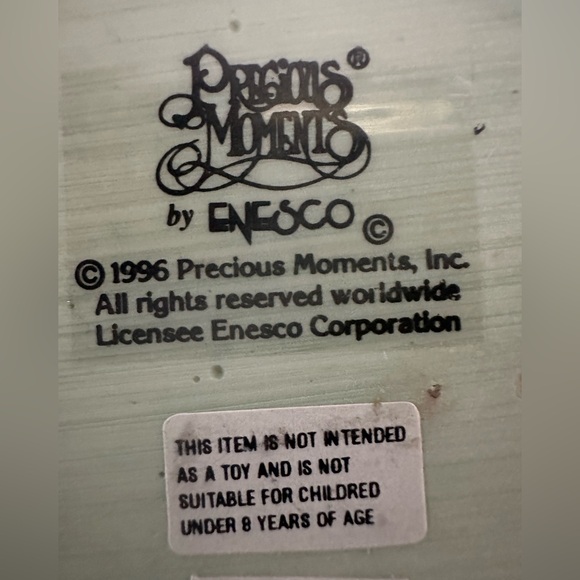 PRECIOUS ®
MOMENTS
by ENESCO ©
© 1996 Precious Moments, Inc.
All rights reserved worldwide
Licensee Enesco Corporation
THIS ITEM IS NOT INTENDED
AS A TOY AND IS NOT
SUITABLE FOR CHILDRED
UNDER 8 YEARS OF AGE